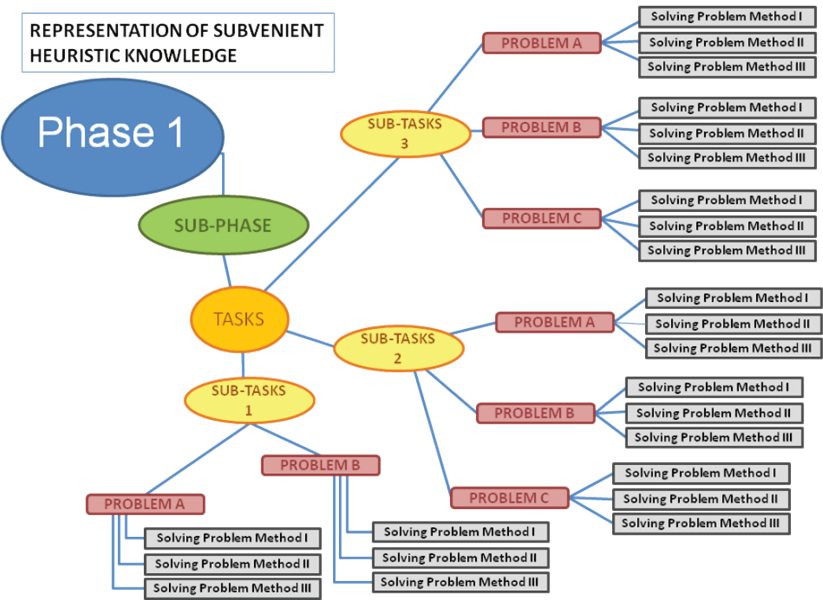 REPRESENTATION OF SUBVENIENT
HEURISTIC KNOWLEDGE
Phase 1
SUB-PHASE
TASKS
SUB-TASKS
3
PROBLEM A
Solving Problem Method I
Solving Problem Method II
Solving Problem Method III
PROBLEM B
Solving Problem Method I
Solving Problem Method II
Solving Problem Method III
PROBLEM C
Solving Problem Method I
Solving Problem Method II
Solving Problem Method III
SUB-TASKS
2
PROBLEM A
Solving Problem Method I
Solving Problem Method II
Solving Problem Method III
PROBLEM B
Solving Problem Method I
Solving Problem Method II
Solving Problem Method III
PROBLEM C
Solving Problem Method I
Solving Problem Method II
Solving Problem Method III
SUB-TASKS
1
PROBLEM A
Solving Problem Method I
Solving Problem Method II
Solving Problem Method III
PROBLEM B
Solving Problem Method I
Solving Problem Method II
Solving Problem Method III